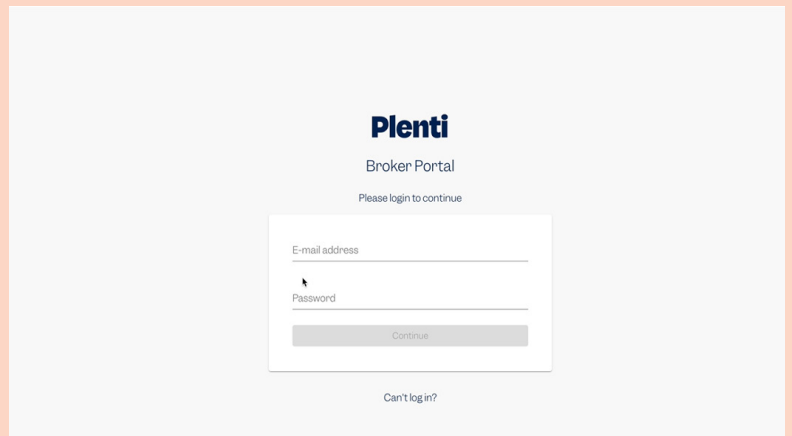 Plenti
Broker Portal
Please login to continue
E-mail address
Password
Continue
Can't log in?